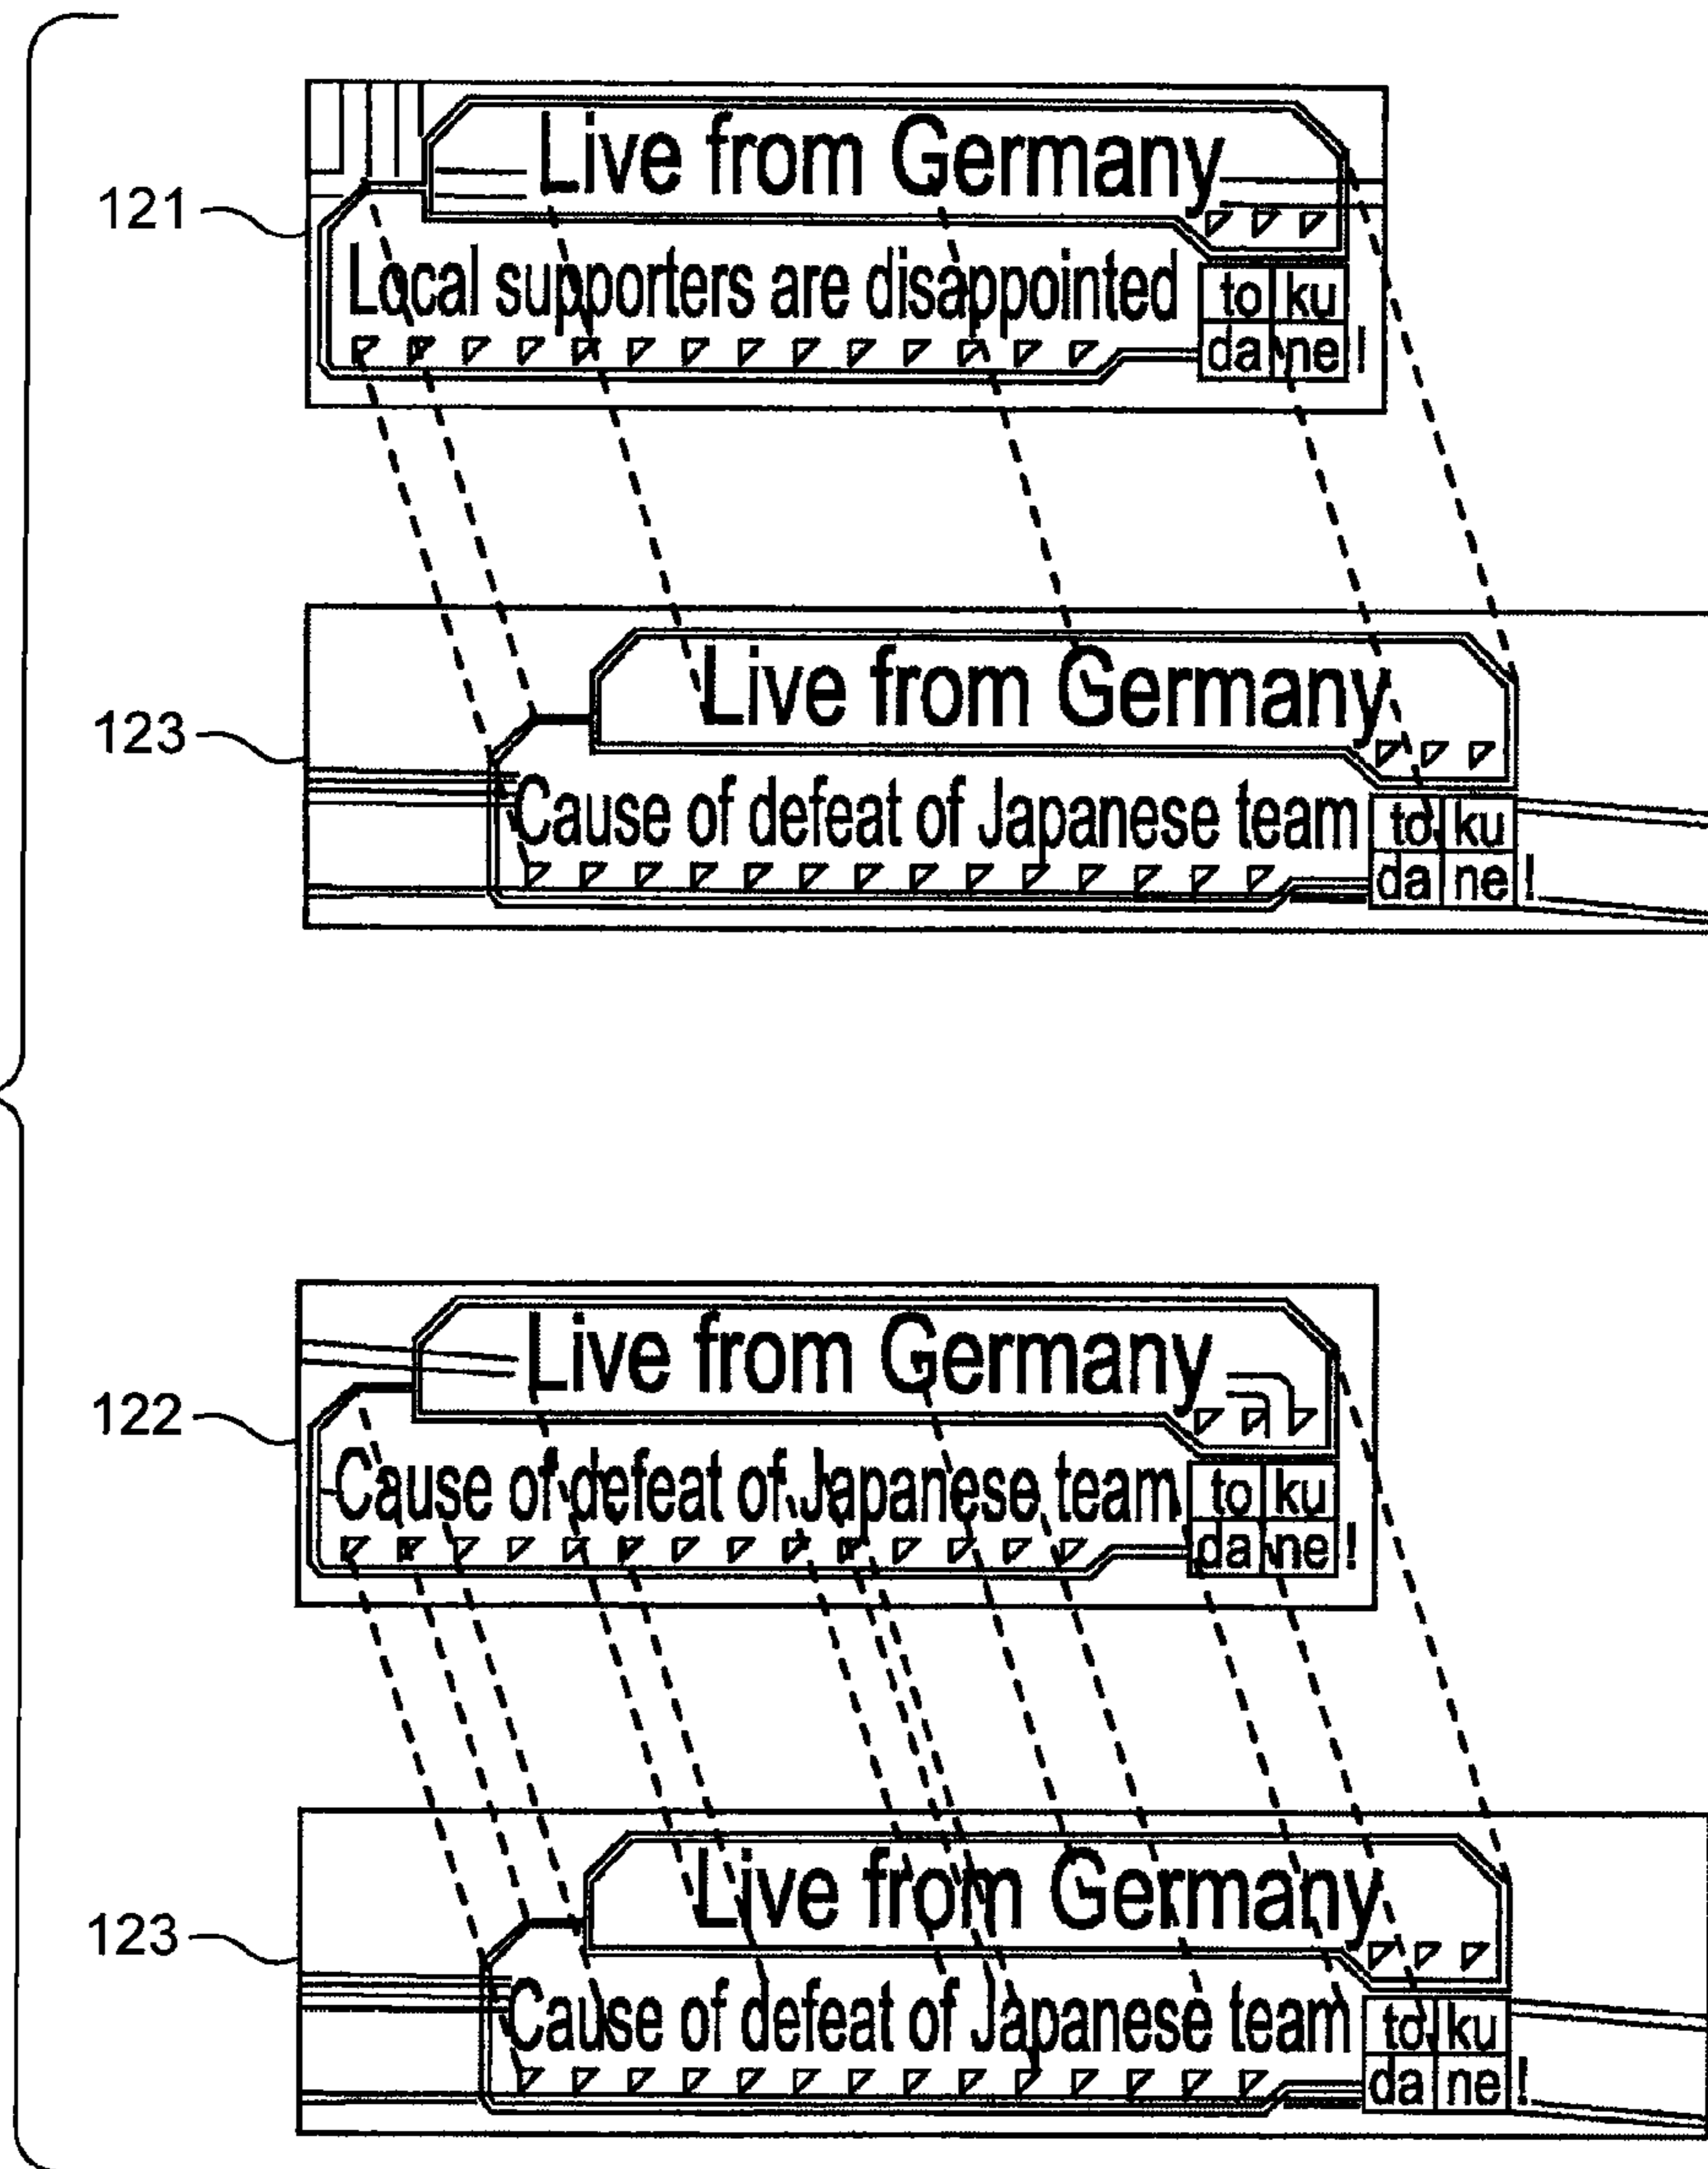 121
Live from Germany
Local supporters are disappointed
to ku
da ne !
123
Live from Germany
Cause of defeat of Japanese team
to ku
da ne !
122
Live from Germany
Cause of defeat of Japanese team
to ku
da ne !
123
Live from Germany
Cause of defeat of Japanese team
to ku
da ne !